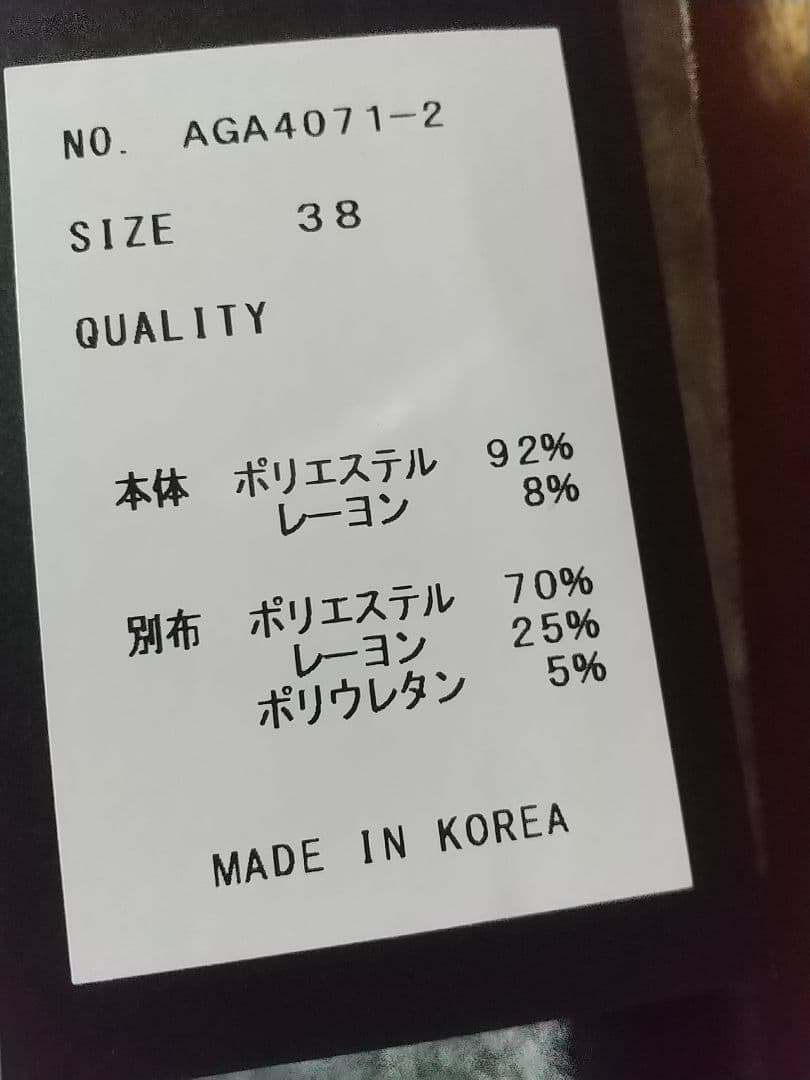 NO. AGA4071-2
SIZE 38
QUALITY
本体 ポリエステル 92%
レーヨン 8%
別布 ポリエステル 70%
レーヨン 25%
ポリウレタン 5%
MADE IN KOREA